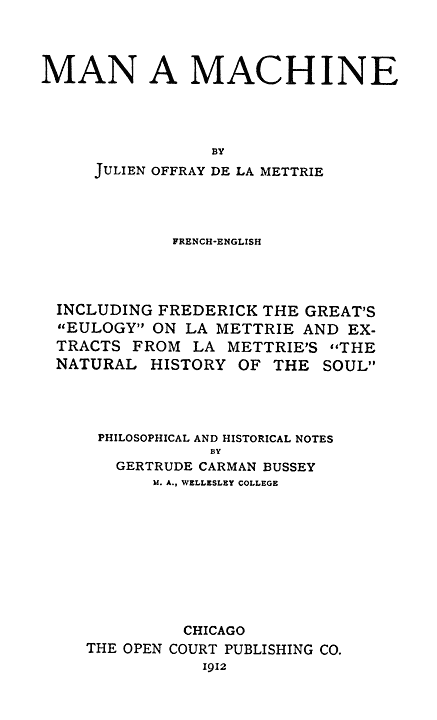 MAN A MACHINE
BY
JULIEN OFFRAY DE LA METTRIE
FRENCH-ENGLISH
INCLUDING FREDERICK THE GREAT'S
“EULOGY” ON LA METTRIE AND EX-
TRACTS FROM LA METTRIE'S “THE
NATURAL HISTORY OF THE SOUL”
PHILOSOPHICAL AND HISTORICAL NOTES
BY
GERTRUDE CARMAN BUSSEY
M. A., WELLESLEY COLLEGE
CHICAGO
THE OPEN COURT PUBLISHING CO.
1912